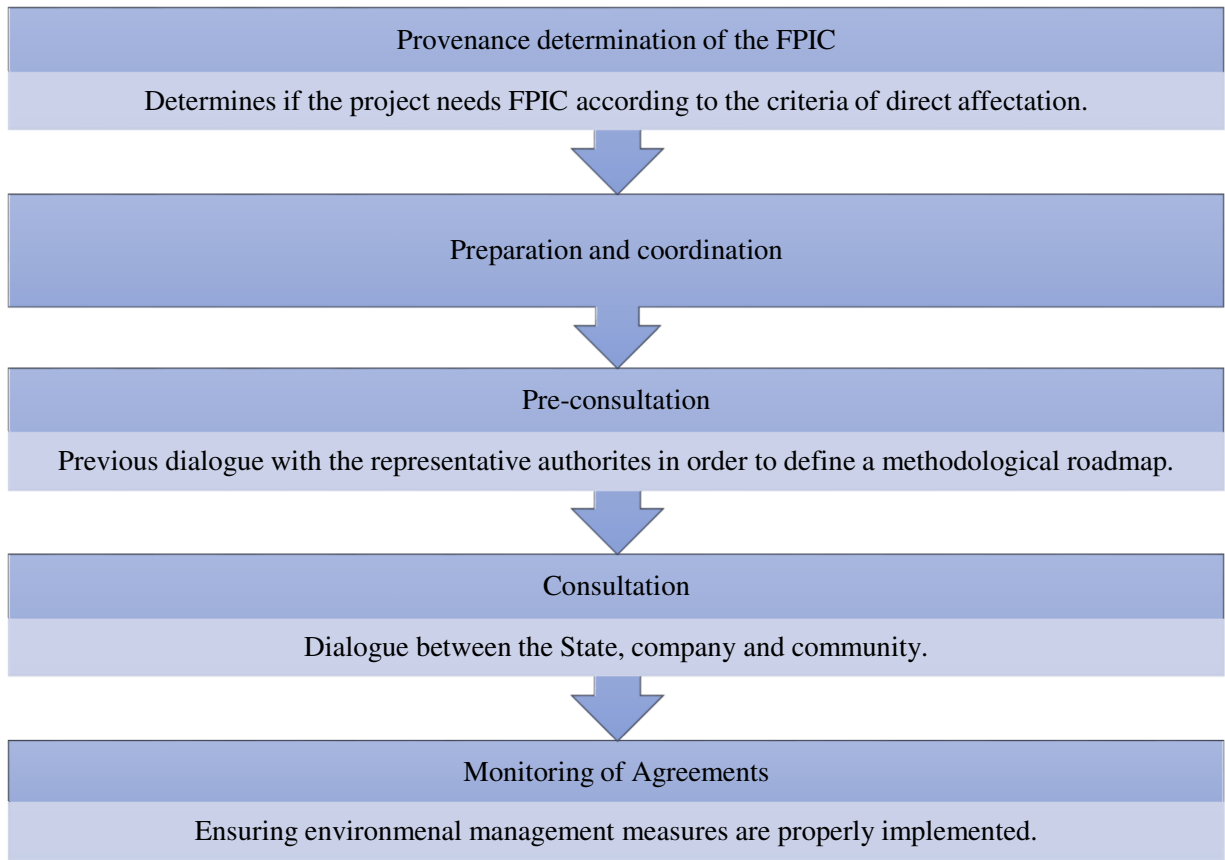 Provenance determination of the FPIC
Determines if the project needs FPIC according to the criteria of direct affectation.
Preparation and coordination
Pre-consultation
Previous dialogue with the representative authorites in order to define a methodological roadmap.
Consultation
Dialogue between the State, company and community.
Monitoring of Agreements
Ensuring environmenal management measures are properly implemented.